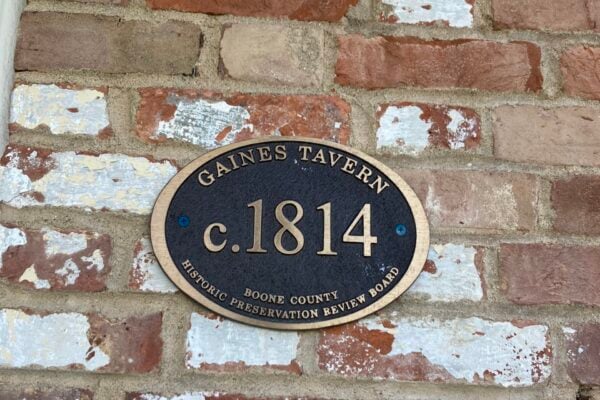 GAINES TAVERN
c.1814
BOONE COUNTY
HISTORIC PRESERVATION REVIEW BOARD